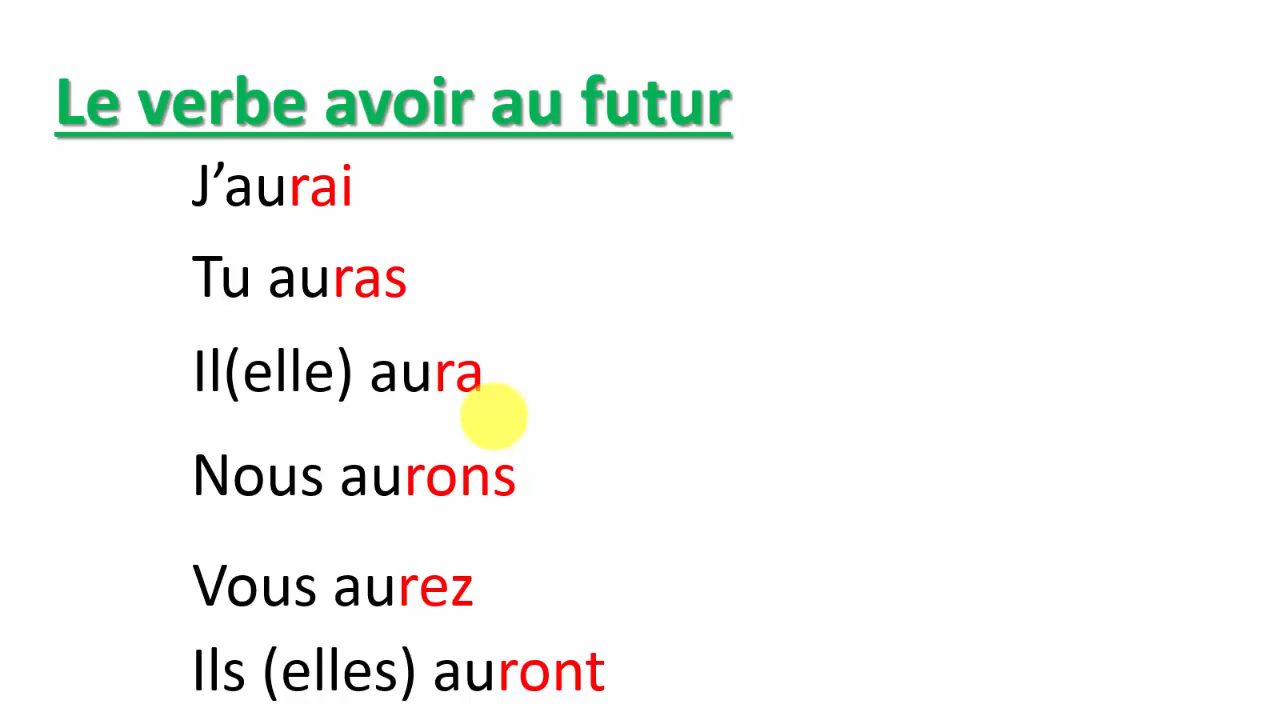 Le verbe avoir au futur
J’aurai
Tu auras
Il(elle) aura
Nous aurons
Vous aurez
Ils (elles) auront